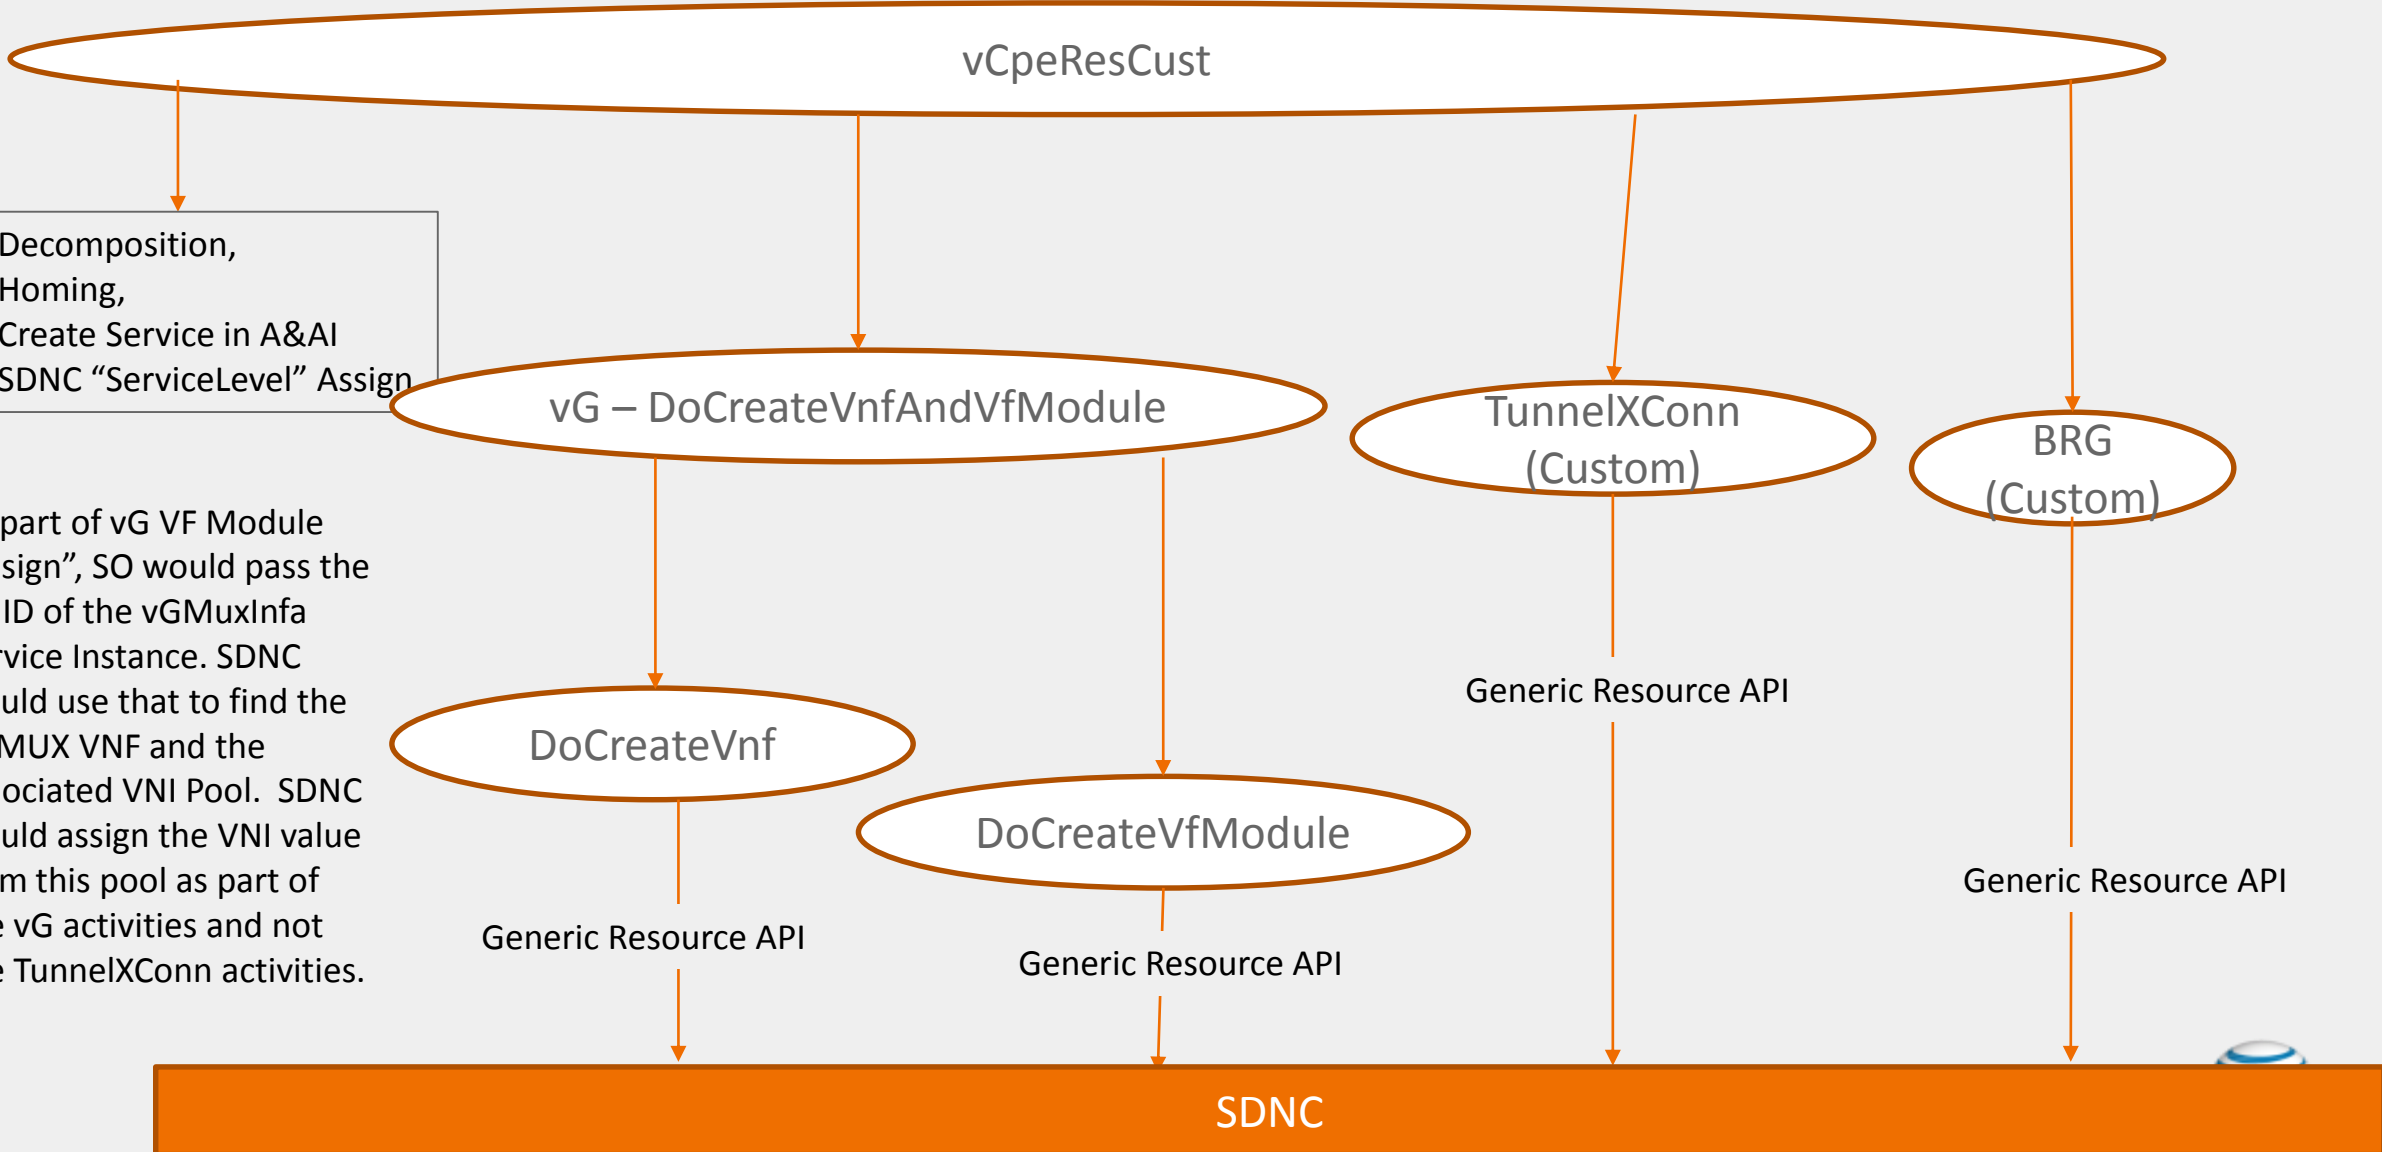 vCpeResCust
Decomposition,
Homing,
Create Service in A&AI
SDNC “ServiceLevel” Assign
vG – DoCreateVnfAndVfModule
TunnelXConn
(Custom)
BRG
(Custom)
part of vG VF Module
sign”, SO would pass the
ID of the vGMuxInfa
rvice Instance. SDNC
uld use that to find the
MUX VNF and the
ociated VNI Pool. SDNC
uld assign the VNI value
m this pool as part of
e vG activities and not
e TunnelXConn activities.
DoCreateVnf
DoCreateVfModule
Generic Resource API
Generic Resource API
Generic Resource API
Generic Resource API
SDNC